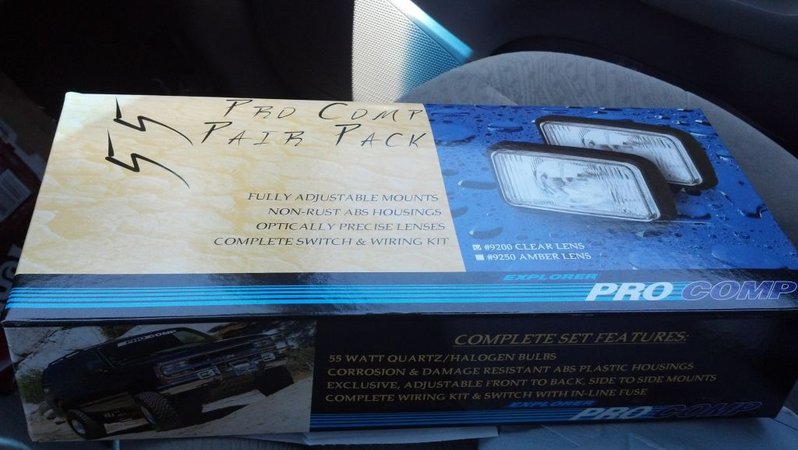 55 PRO COMP
PAIR PACK
FULLY ADJUSTABLE MOUNTS
NON-RUST ABS HOUSINGS
OPTICALLY PRECISE LENSES
COMPLETE SWITCH & WIRING KIT
#9200 CLEAR LENS
#9250 AMBER LENS
EXPLORER
PRO COMP
PRO COMP
COMPLETE SET FEATURES:
55 WATT QUARTZ/HALOGEN BULBS
CORROSION & DAMAGE RESISTANT ABS PLASTIC HOUSINGS
EXCLUSIVE, ADJUSTABLE FRONT TO BACK, SIDE TO SIDE MOUNTS
COMPLETE WIRING KIT & SWITCH WITH IN-LINE FUSE
EXPLORER
PRO COMP